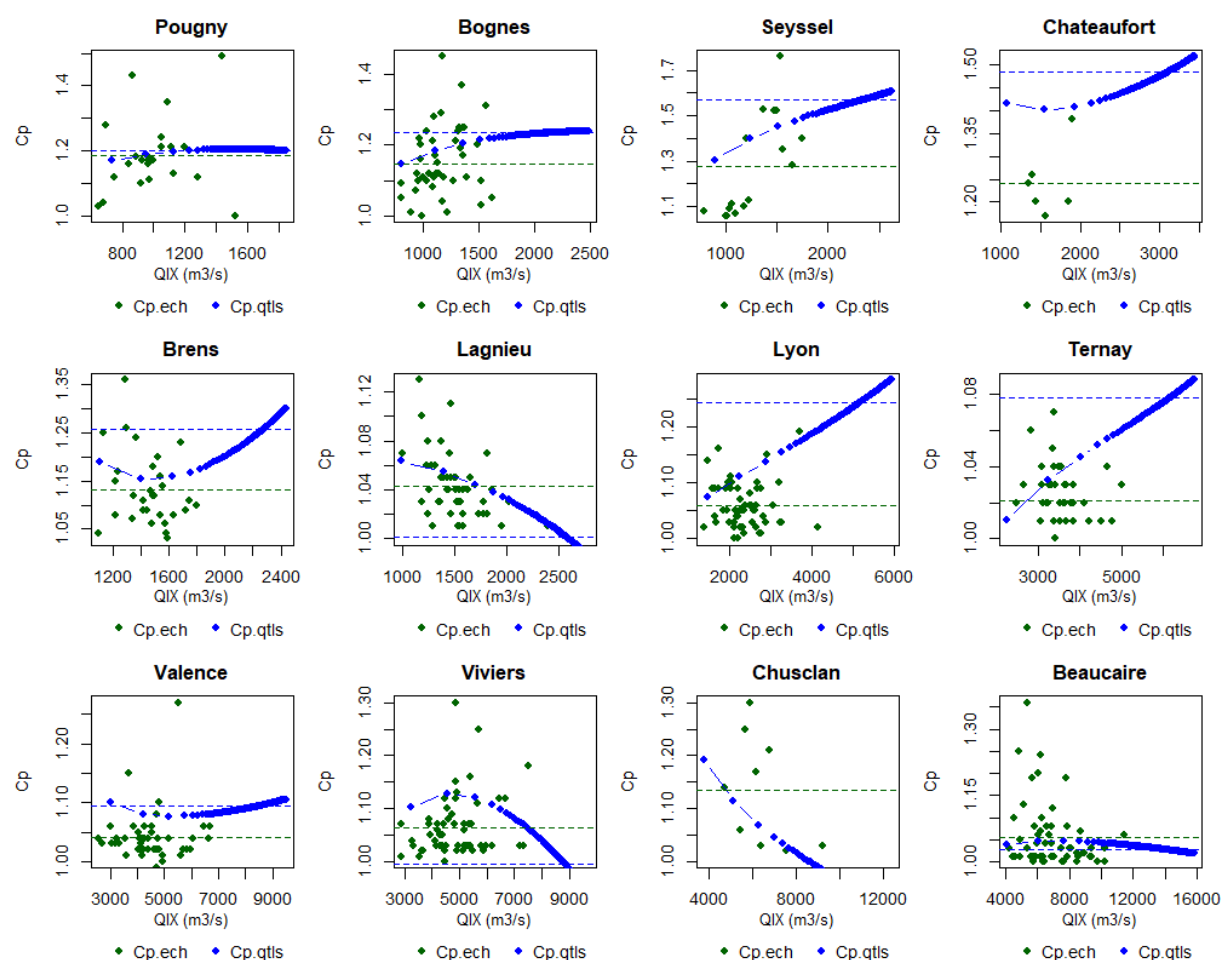 Pougny
Cp
1.0 1.2 1.4
800 1200 1600
QIX (m3/s)
Cp.ech Cp.qtls
Bognes
Cp
1.0 1.2 1.4
1000 1500 2000 2500
QIX (m3/s)
Cp.ech Cp.qtls
Seyssel
Cp
1.1 1.3 1.5 1.7
1000 2000
QIX (m3/s)
Cp.ech Cp.qtls
Chateaufort
Cp
1.20 1.35 1.50
1000 2000 3000
QIX (m3/s)
Cp.ech Cp.qtls
Brens
Cp
1.05 1.15 1.25 1.35
1200 1600 2000 2400
QIX (m3/s)
Cp.ech Cp.qtls
Lagnieu
Cp
1.00 1.04 1.08 1.12
1000 1500 2000 2500
QIX (m3/s)
Cp.ech Cp.qtls
Lyon
Cp
1.00 1.10 1.20
2000 4000 6000
QIX (m3/s)
Cp.ech Cp.qtls
Ternay
Cp
1.00 1.04 1.08
3000 5000
QIX (m3/s)
Cp.ech Cp.qtls
Valence
Cp
1.00 1.10 1.20
3000 5000 7000 9000
QIX (m3/s)
Cp.ech Cp.qtls
Viviers
Cp
1.00 1.10 1.20 1.30
3000 5000 7000 9000
QIX (m3/s)
Cp.ech Cp.qtls
Chusclan
Cp
1.00 1.10 1.20 1.30
4000 8000 12000
QIX (m3/s)
Cp.ech Cp.qtls
Beaucaire
Cp
1.00 1.15 1.30
4000 8000 12000 16000
QIX (m3/s)
Cp.ech Cp.qtls